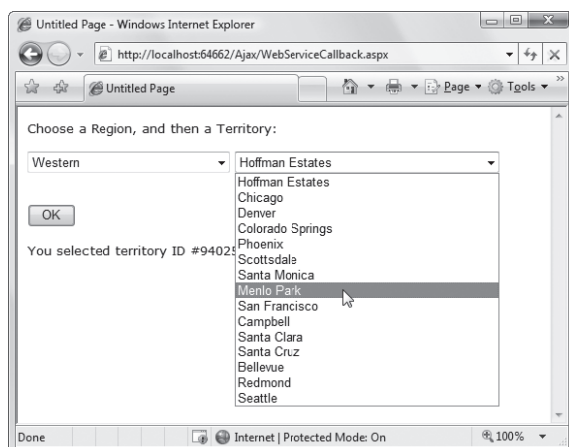 Untitled Page - Windows Internet Explorer
http://localhost:64662/Ajax/WebServiceCallback.aspx
Untitled Page
Page
Tools
Choose a Region, and then a Territory:
Western
Hoffman Estates
Hoffman Estates
Chicago
Denver
Colorado Springs
Phoenix
Scottsdale
Santa Monica
Menlo Park
San Francisco
Campbell
Santa Clara
Santa Cruz
Bellevue
Redmond
Seattle
OK
You selected territory ID #94025
Done
Internet | Protected Mode: On
100%